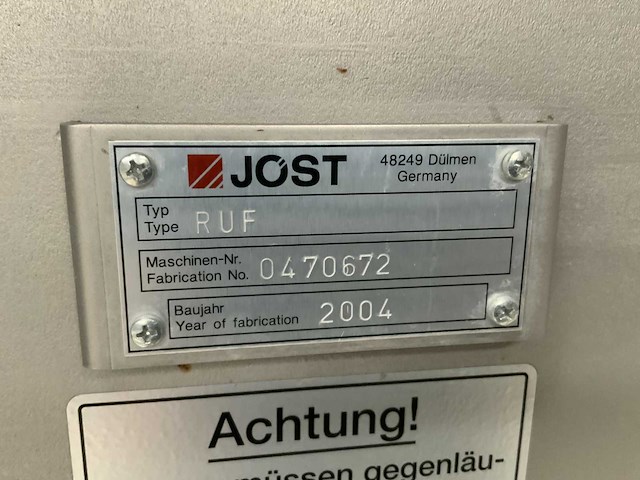 JÖST 48249 Dülmen
Germany
Typ
Type RUF
Maschinen-Nr.
Fabrication No. 0470672
Baujahr
Year of fabrication 2004
Achtung!
müssen gegenläu-